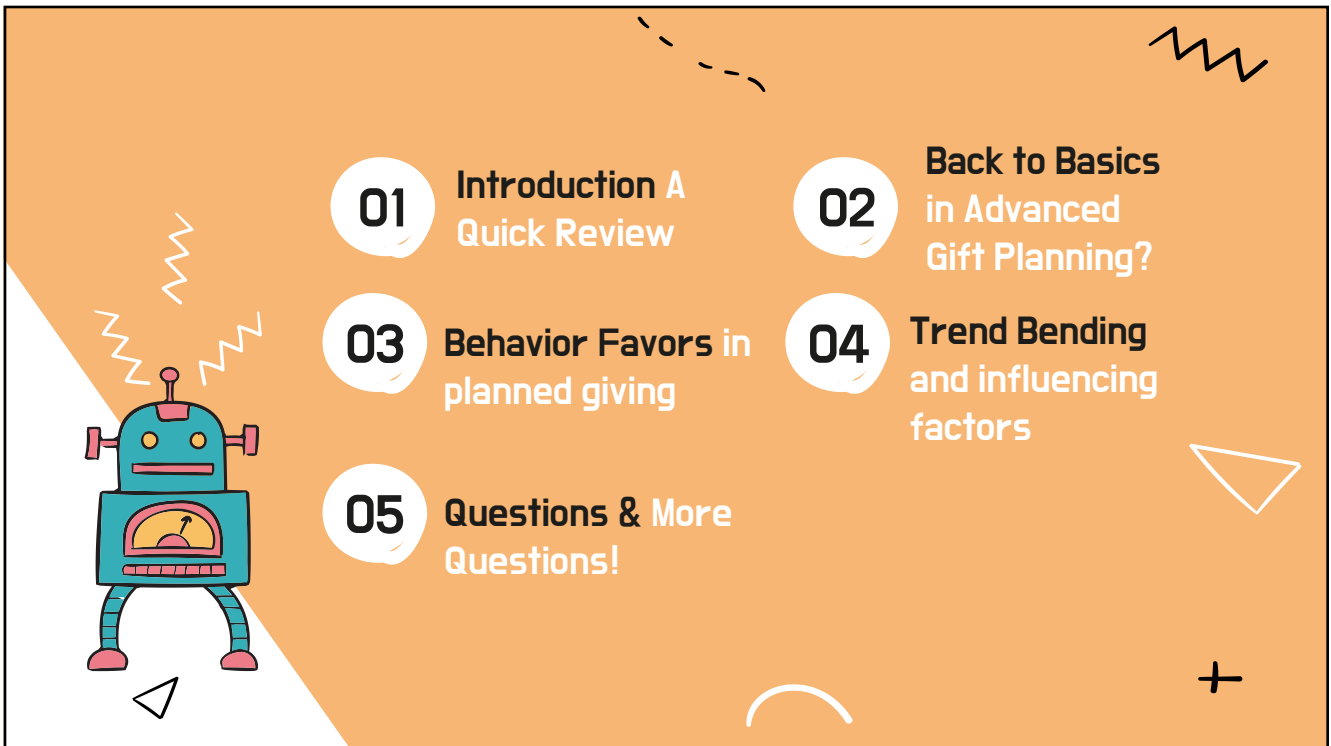 01
Introduction A
Quick Review
02
Back to Basics
in Advanced
Gift Planning?
03
Behavior Favors in
planned giving
04
Trend Bending
and influencing
factors
05
Questions & More
Questions!